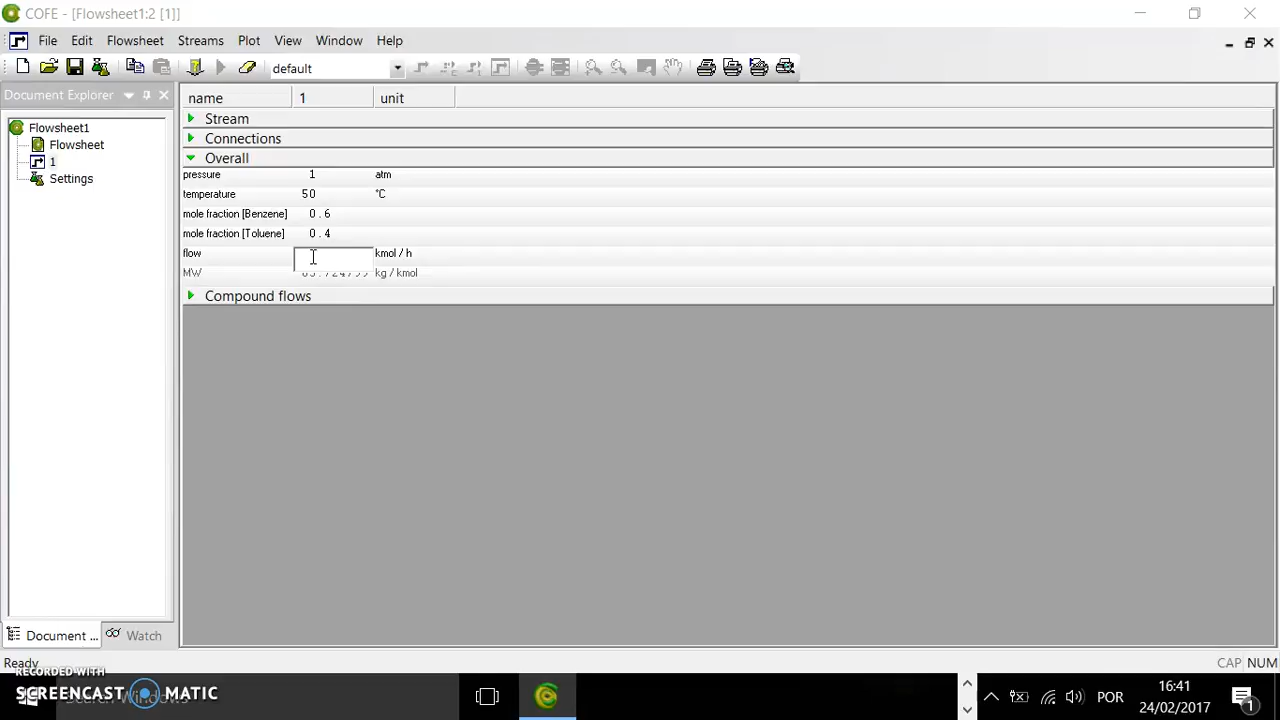 COFE - [Flowsheet1:2 [1]]
File Edit Flowsheet Streams Plot View Window Help
default
Document Explorer
Flowsheet1
Flowsheet
1
Settings
name 1 unit
Stream
Connections
Overall
pressure 1 atm
temperature 50 °C
mole fraction [Benzene] 0.6
mole fraction [Toluene] 0.4
flow kmol / h
MW kg / kmol
Compound flows
Document ... Watch
Ready CAP NUM
RECORDED WITH
SCREENCAST MATIC
Windows
POR
16:41
24/02/2017
1